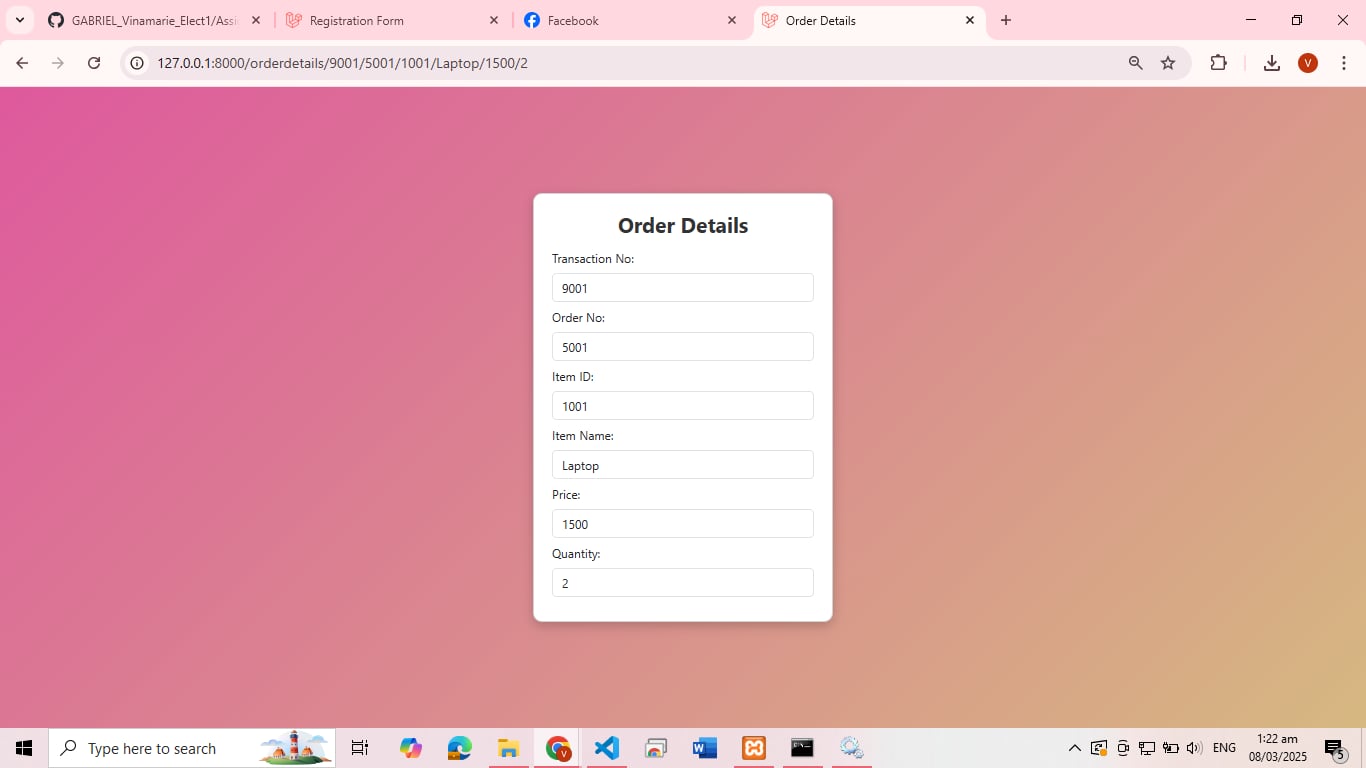 GABRIEL_Vinamarie_Elect1/Assi
Registration Form
Facebook
Order Details
127.0.0.1:8000/orderdetails/9001/5001/1001/Laptop/1500/2
V
Order Details
Transaction No:
9001
Order No:
5001
Item ID:
1001
Item Name:
Laptop
Price:
1500
Quantity:
2
Type here to search
V
ENG
1:22 am
08/03/2025
5